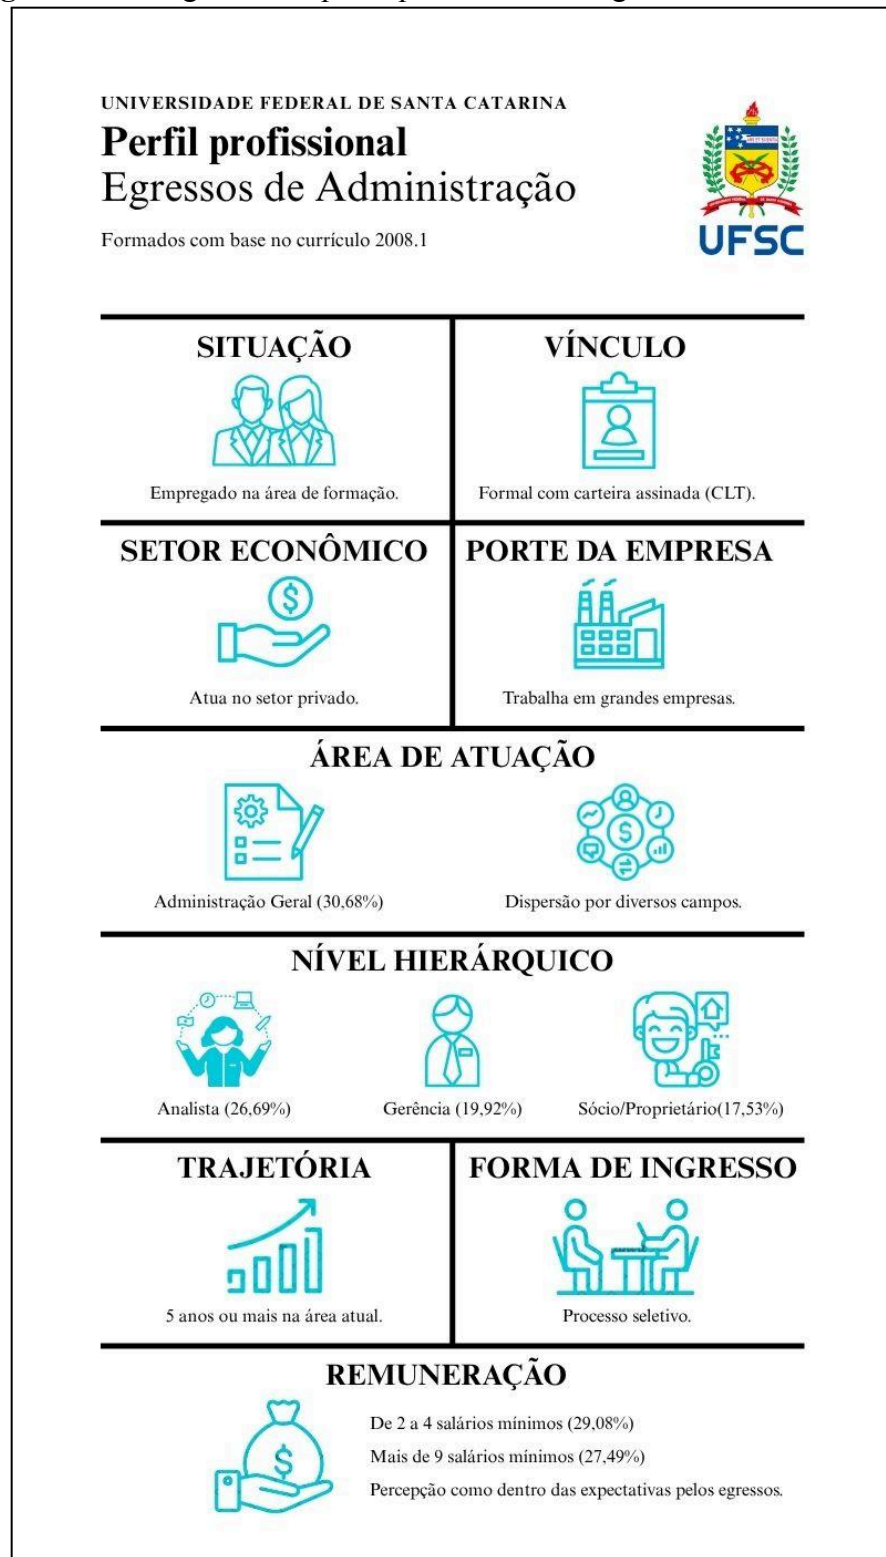 UNIVERSIDADE FEDERAL DE SANTA CATARINA
Perfil profissional
Egressos de Administração
Formados com base no currículo 2008.1
UFSC
SITUAÇÃO
Empregado na área de formação.
VÍNCULO
Formal com carteira assinada (CLT).
SETOR ECONÔMICO
Atua no setor privado.
PORTE DA EMPRESA
Trabalha em grandes empresas.
ÁREA DE ATUAÇÃO
Administração Geral (30,68%)
Dispersão por diversos campos.
NÍVEL HIERÁRQUICO
Analista (26,69%)
Gerência (19,92%)
Sócio/Proprietário(17,53%)
TRAJETÓRIA
5 anos ou mais na área atual.
FORMA DE INGRESSO
Processo seletivo.
REMUNERAÇÃO
De 2 a 4 salários mínimos (29,08%)
Mais de 9 salários mínimos (27,49%)
Percepção como dentro das expectativas pelos egressos.